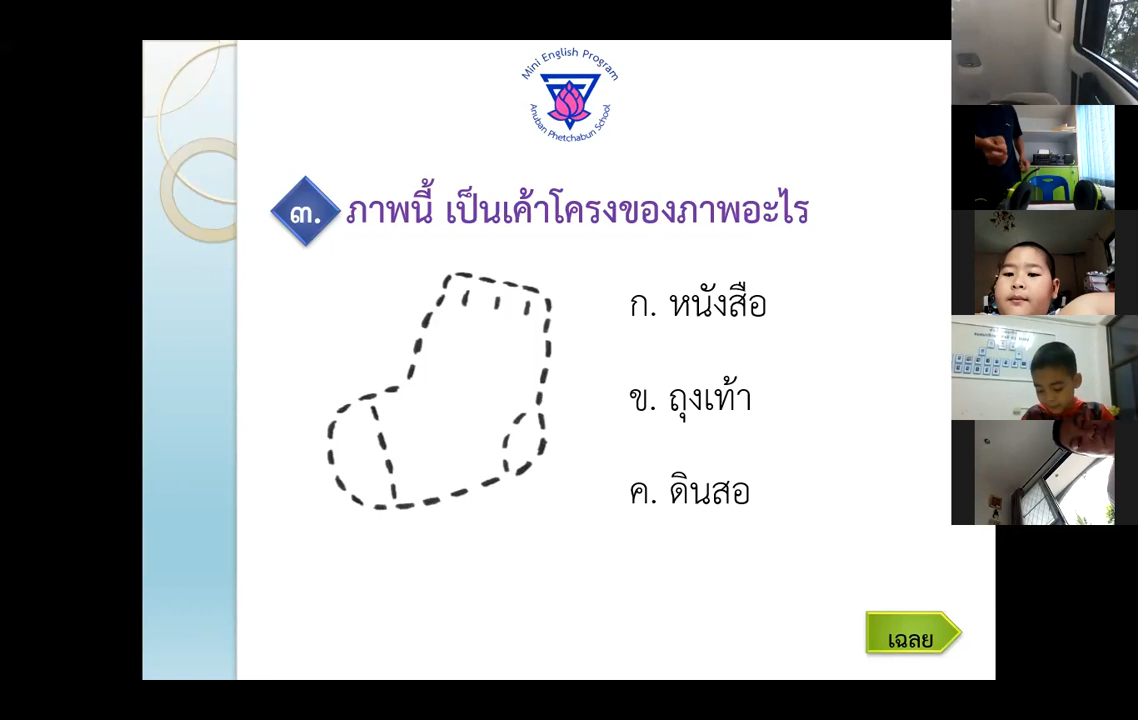 Mini English Program
Anuban Phetchabun School
๓. ภาพนี้ เป็นเค้าโครงของภาพอะไร
ก. หนังสือ
ข. ถุงเท้า
ค. ดินสอ
เฉลย